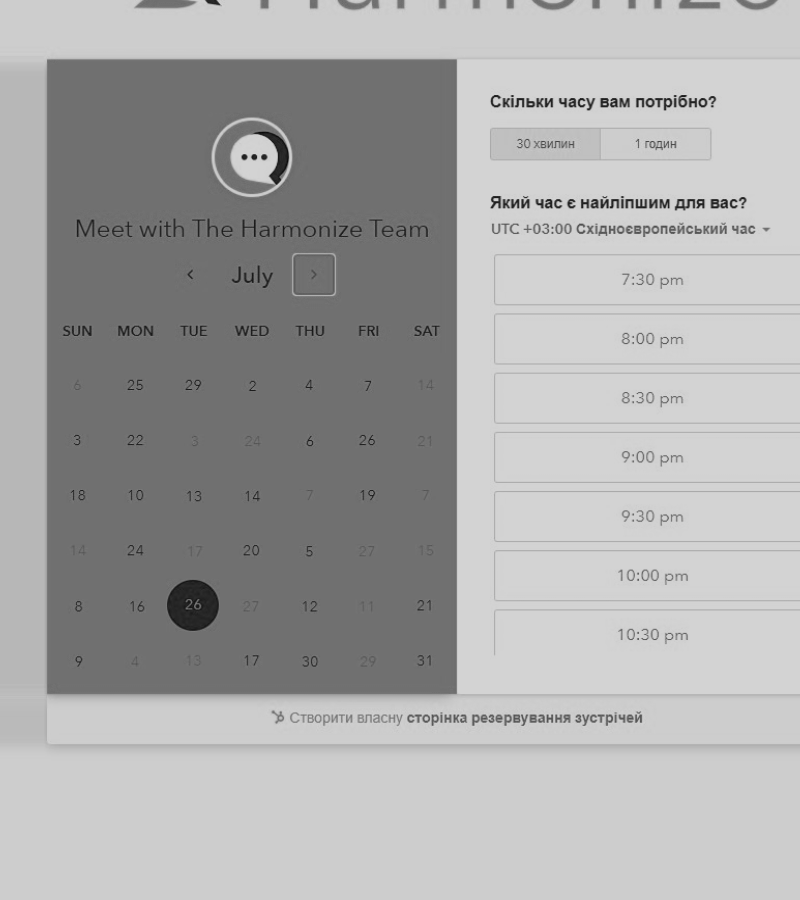 Harmonize
Meet with The Harmonize Team
July
SUN MON TUE WED THU FRI SAT
6 25 29 2 4 7 14
3 22 3 24 6 26 21
18 10 13 14 7 19 7
14 24 17 20 5 27 15
8 16 26 27 12 11 21
9 4 13 17 30 29 31
Скільки часу вам потрібно?
30 хвилин 1 годин
Який час є найліпшим для вас?
UTC +03:00 Східноєвропейський час
7:30 pm
8:00 pm
8:30 pm
9:00 pm
9:30 pm
10:00 pm
10:30 pm
Створити власну сторінка резервування зустрічей